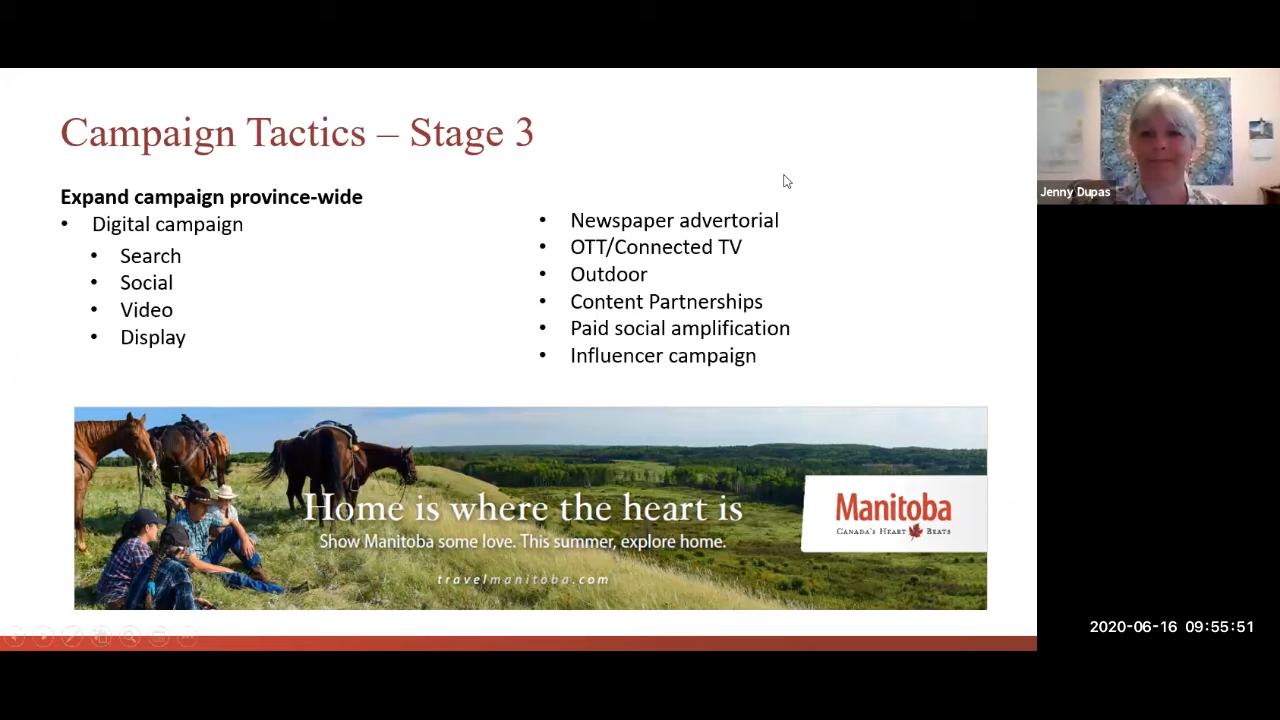 Campaign Tactics – Stage 3
Expand campaign province-wide
• Digital campaign
• Search
• Social
• Video
• Display
• Newspaper advertorial
• OTT/Connected TV
• Outdoor
• Content Partnerships
• Paid social amplification
• Influencer campaign
Home is where the heart is
Show Manitoba some love. This summer, explore home.
travelmanitoba.com
Manitoba
CANADA'S HEART BEATS
Jenny Dupas
2020-06-16 09:55:51